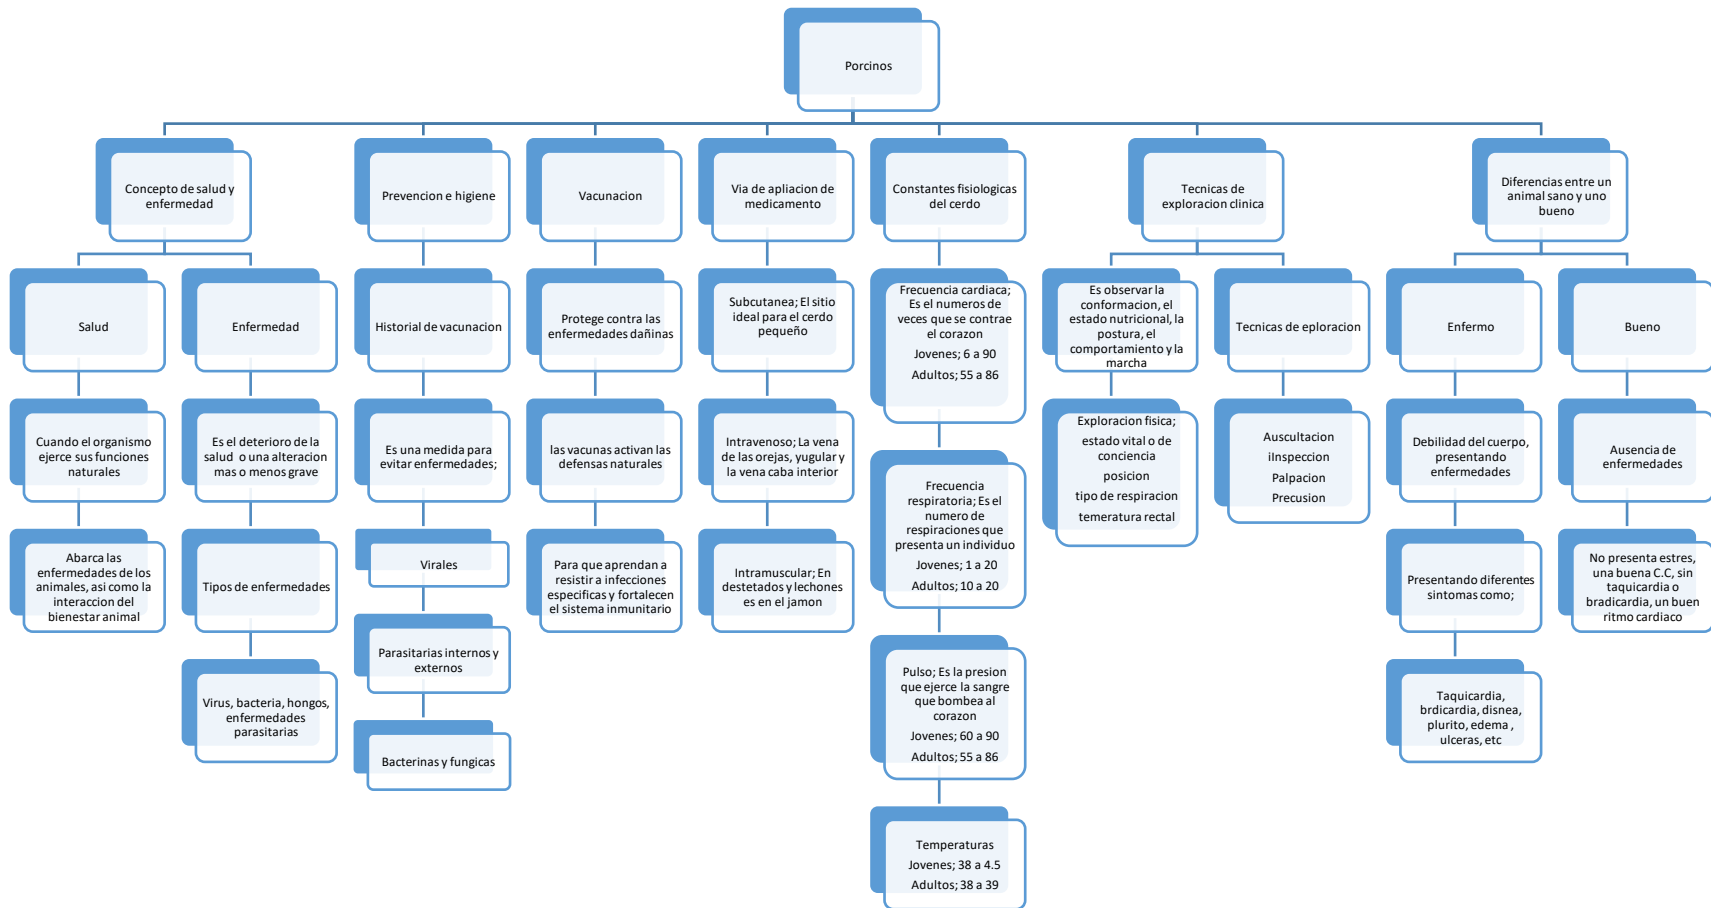 Porcinos
Concepto de salud y
enfermedad
Prevencion e higiene
Vacunacion
Via de apliacion de
medicamento
Constantes fisiologicas
del cerdo
Tecnicas de
exploracion clinica
Diferencias entre un
animal sano y uno
bueno
Salud
Enfermedad
Historial de vacunacion
Protege contra las
enfermedades dañinas
Subcutanea; El sitio
ideal para el cerdo
pequeño
Frecuencia cardiaca;
Es el numeros de
veces que se contrae
el corazon
Jovenes; 6 a 90
Adultos; 55 a 86
Es observar la
conformacion, el
estado nutricional, la
postura, el
comportamiento y la
marcha
Tecnicas de eploracion
Enfermo
Bueno
Cuando el organismo
ejerce sus funciones
naturales
Es el deterioro de la
salud o una alteracion
mas o menos grave
Es una medida para
evitar enfermedades;
las vacunas activan las
defensas naturales
Intravenoso; La vena
de las orejas, yugular y
la vena caba interior
Frecuencia
respiratoria; Es el
numero de
respiraciones que
presenta un individuo
Jovenes; 1 a 20
Adultos; 10 a 20
Exploracion fisica;
estado vital o de
conciencia
posicion
tipo de respiracion
temeratura rectal
Auscultacion
iInspeccion
Palpacion
Precusion
Debilidad del cuerpo,
presentando
enfermedades
Ausencia de
enfermedades
Abarca las
enfermedades de los
animales, asi como la
interaccion del
bienestar animal
Tipos de enfermedades
Virales
Para que aprendan a
resistir a infecciones
especificas y fortalecen
el sistema inmunitario
Intramuscular; En
destetados y lechones
es en el jamon
Pulso; Es la presion
que ejerce la sangre
que bombea al
corazon
Jovenes; 60 a 90
Adultos; 55 a 86
Presentando diferentes
sintomas como;
No presenta estres,
una buena C.C, sin
taquicardia o
bradicardia, un buen
ritmo cardiaco
Virus, bacteria, hongos,
enfermedades
parasitarias
Parasitarias internos y
externos
Temperaturas
Jovenes; 38 a 4.5
Adultos; 38 a 39
Taquicardia,
brdicardia, disnea,
plurito, edema ,
ulceras, etc
Bacterinas y fungicas